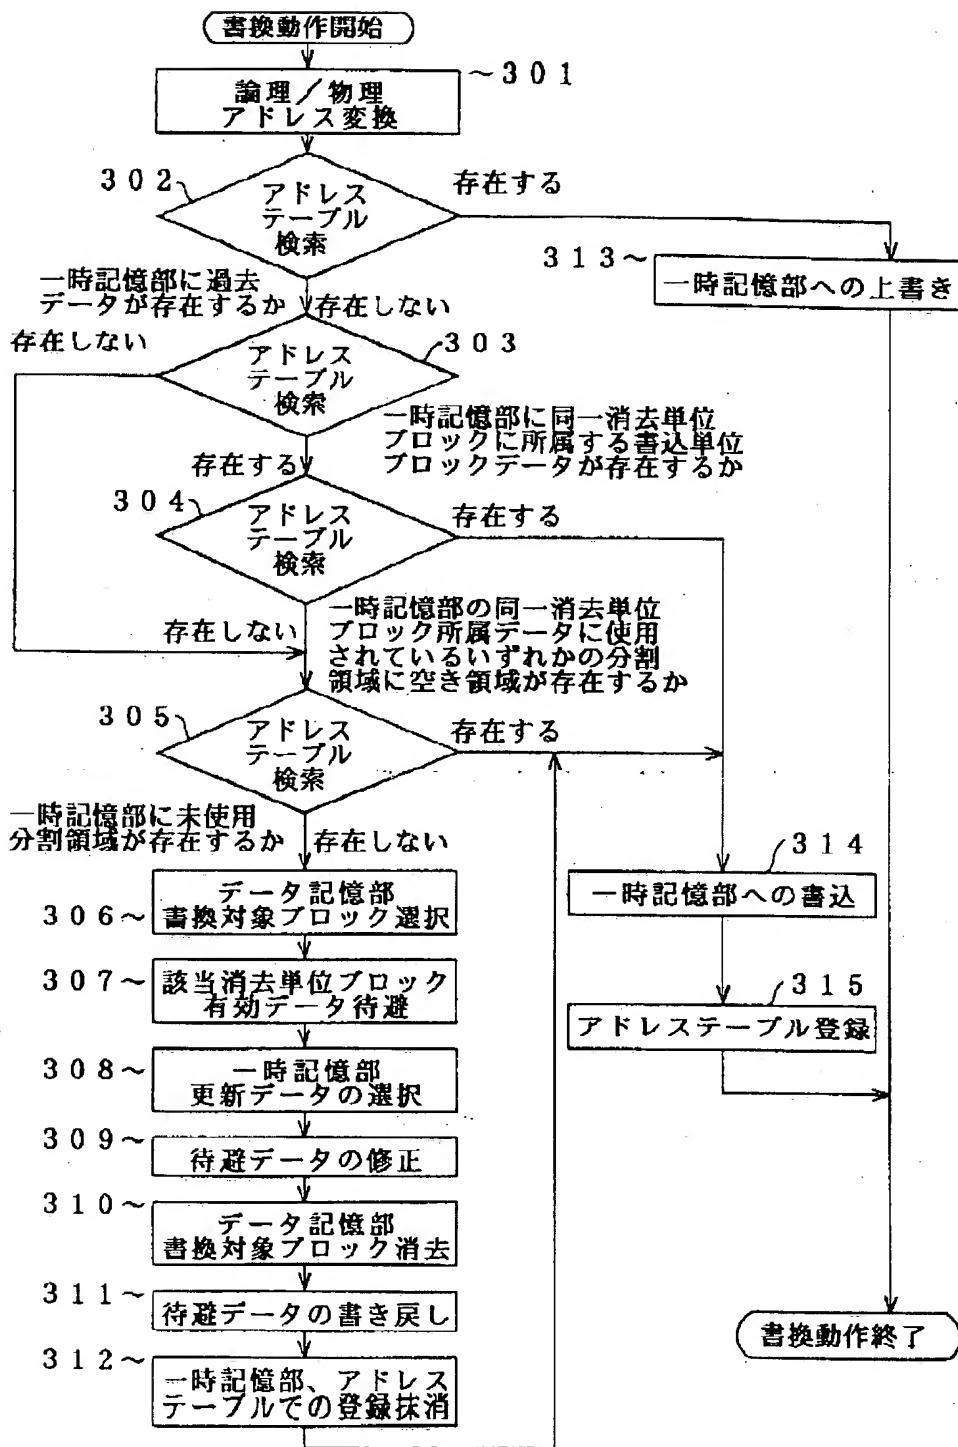 書換動作開始
~301
論理／物理
アドレス変換
302
アドレス
テーブル
検索
存在する
313~
一時記憶部への上書き
一時記憶部に過去
データが存在するか
存在しない
存在しない
アドレス
テーブル
検索
303
一時記憶部に同一消去単位
ブロックに所属する書込単位
ブロックデータが存在するか
存在する
304
アドレス
テーブル
検索
存在する
一時記憶部の同一消去単位
ブロック所属データに使用
されているいずれかの分割
領域に空き領域が存在するか
存在しない
305
アドレス
テーブル
検索
存在する
一時記憶部に未使用
分割領域が存在するか
存在しない
314
一時記憶部への書込
306~
データ記憶部
書換対象ブロック選択
307~
該当消去単位ブロック
有効データ待避
315
アドレステーブル登録
308~
一時記憶部
更新データの選択
309~
待避データの修正
310~
データ記憶部
書換対象ブロック消去
311~
待避データの書き戻し
書換動作終了
312~
一時記憶部、アドレス
テーブルでの登録抹消